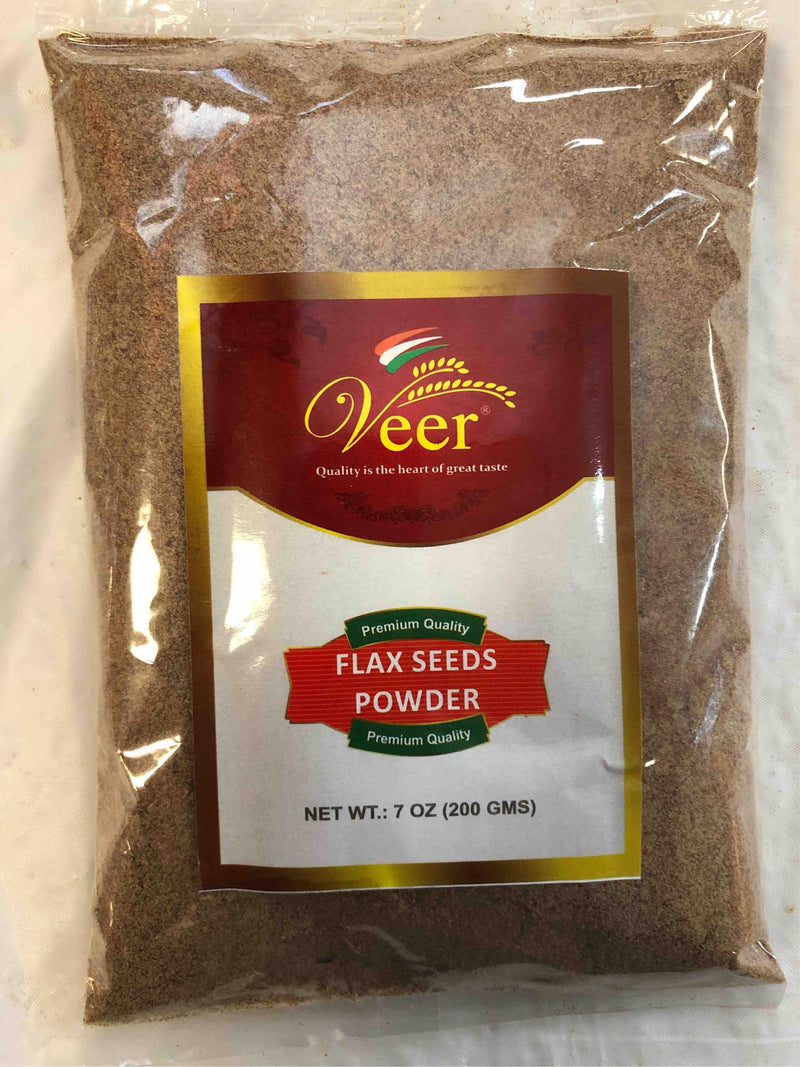 Veer®
Quality is the heart of great taste
Premium Quality
FLAX SEEDS
POWDER
Premium Quality
NET WT.: 7 OZ (200 GMS)